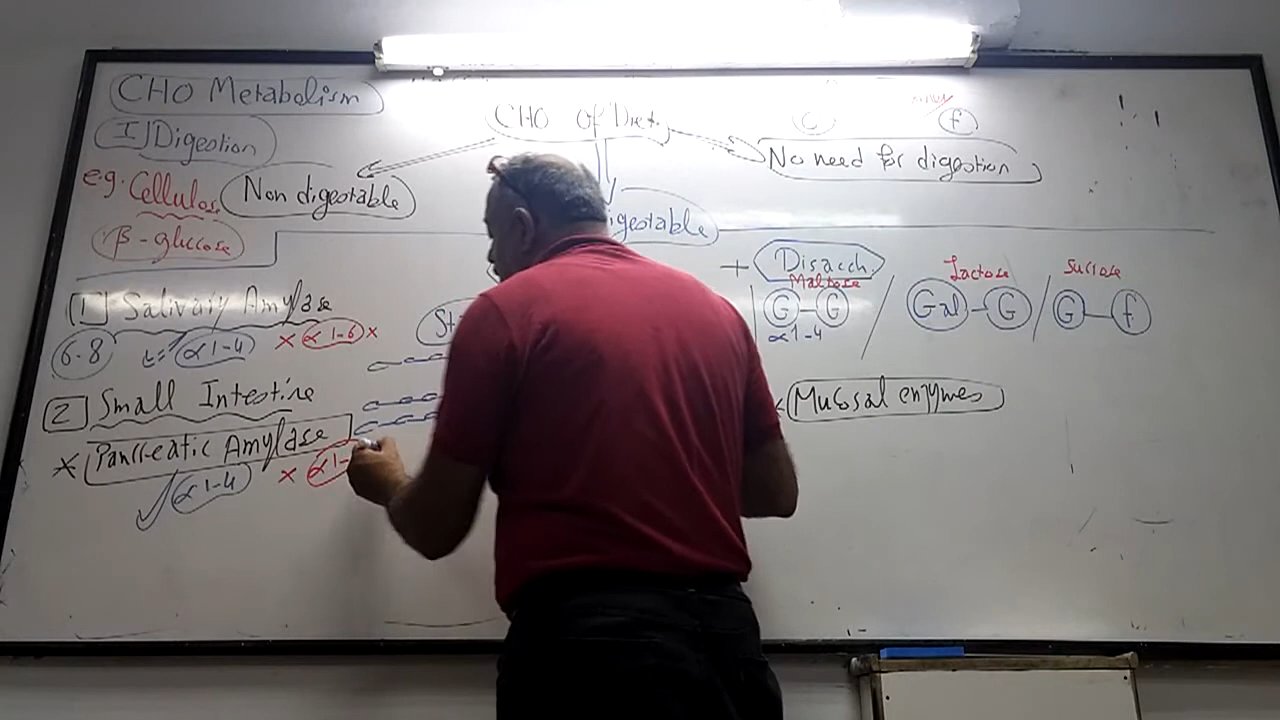 CHO Metabolism
I) Digestion
CHO of Diet
G
f
No need for digestion
e.g. Cellulose
Non digestable
igestable
β-glucose
1 Salivary Amylase
6.8
α 1-4
× α 1-6 ×
St
+ Disacch.
Maltose
G-G
α 1-4
/
Lactose
Gal-G
/
Sucrose
G-f
2 Small Intestine
× Pancreatic Amylase
α 1-4
× α 1-
Mucosal enzymes